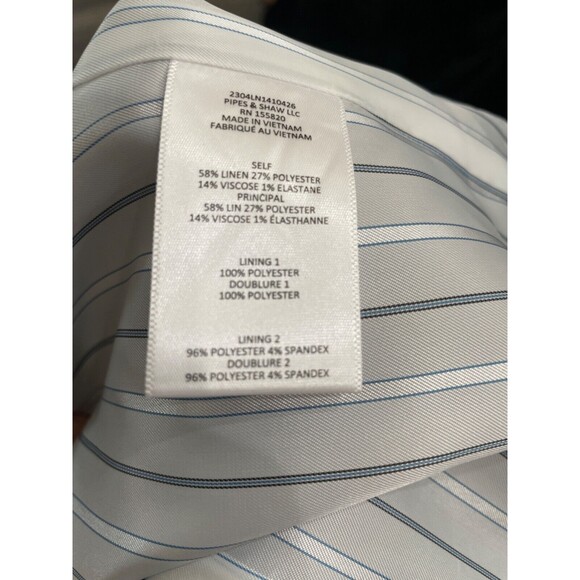 2304LN1410426
PIPES & SHAW LLC
RN 155820
MADE IN VIETNAM
FABRIQUÉ AU VIETNAM
SELF
58% LINEN 27% POLYESTER
14% VISCOSE 1% ELASTANE
PRINCIPAL
58% LIN 27% POLYESTER
14% VISCOSE 1% ÉLASTHANNE
LINING 1
100% POLYESTER
DOUBLURE 1
100% POLYESTER
LINING 2
96% POLYESTER 4% SPANDEX
DOUBLURE 2
96% POLYESTER 4% SPANDEX